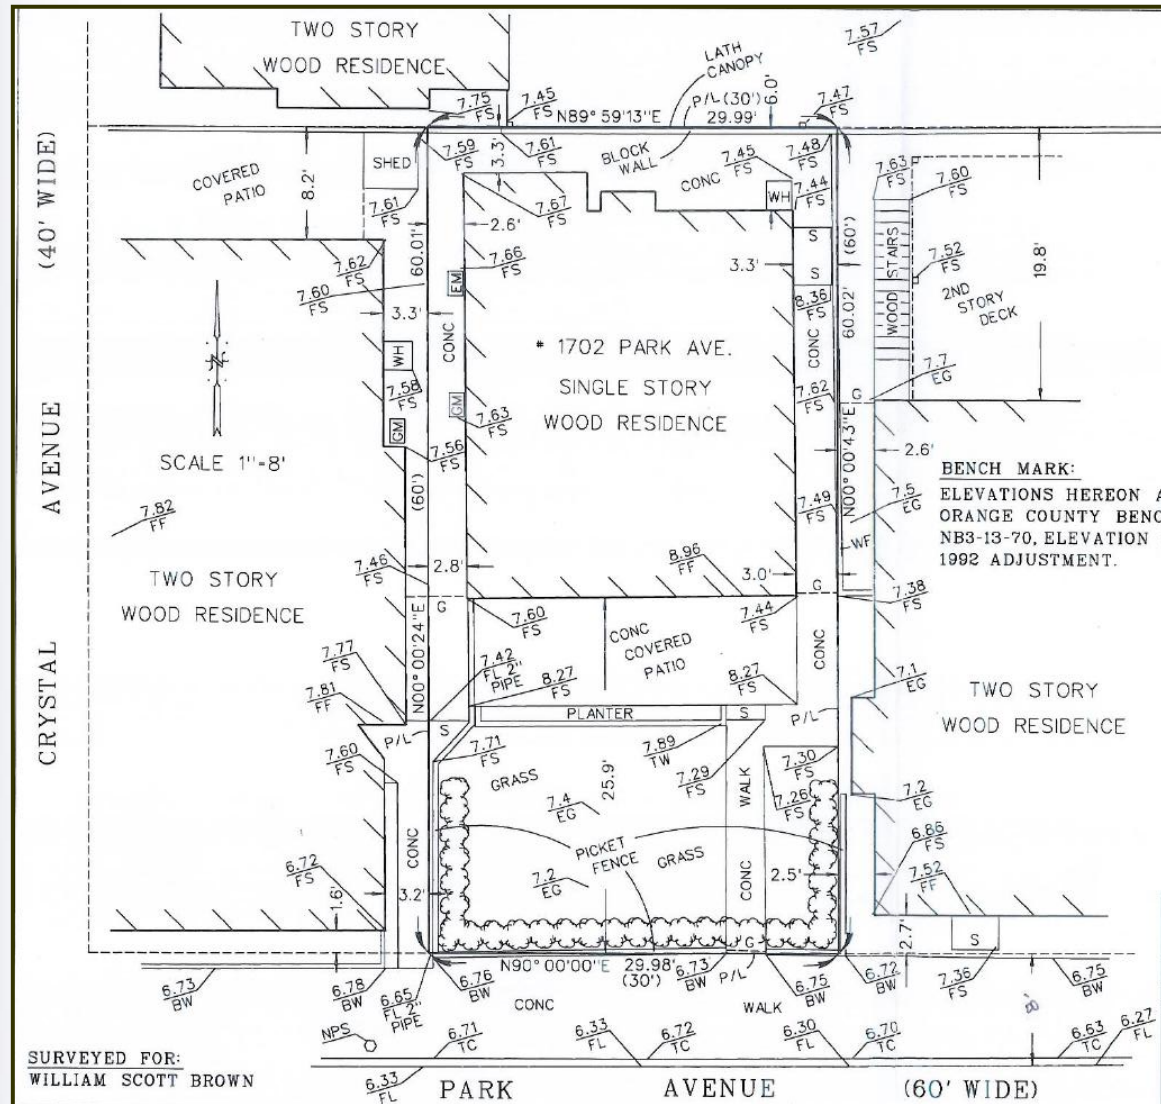 TWO STORY
WOOD RESIDENCE
7.57
FS
LATH
CANOPY
7.75
FS
7.45
FS
N89° 59'13"E
P/L (30')
29.99'
6.0'
7.47
FS
(40' WIDE)
COVERED
PATIO
8.2'
SHED
7.59
FS
3.3'
7.61
FS
BLOCK
WALL
CONC
7.45
FS
7.48
FS
7.63
FS
7.60
FS
7.61
FS
2.6'
7.67
FS
WH
7.44
FS
(60')
7.62
FS
7.60
FS
60.01'
7.66
FS
EM
3.3'
S
S
8.36
FS
60.02'
WOOD STAIRS
7.52
FS
2ND
STORY
DECK
19.8'
3.3'
WH
CONC
# 1702 PARK AVE.
SINGLE STORY
WOOD RESIDENCE
CONC
7.7
EG
7.58
FS
GM
GM
7.63
FS
7.62
FS
G
SCALE 1"=8'
7.56
FS
(60')
N00° 00'43"E
2.6'
BENCH MARK:
ELEVATIONS HEREON A
ORANGE COUNTY BENC
NB3-13-70, ELEVATION
1992 ADJUSTMENT.
CRYSTAL AVENUE
7.82
FF
7.49
FS
7.5
EG
WF
TWO STORY
WOOD RESIDENCE
7.46
FS
2.8'
8.96
FF
3.0'
G
G
7.38
FS
N00° 00'24"E
7.60
FS
CONC
COVERED
PATIO
7.44
FS
CONC
7.77
FS
7.42
FL 2"
PIPE
8.27
FS
8.27
FS
7.1
EG
7.81
FF
TWO STORY
WOOD RESIDENCE
P/L
S
PLANTER
S
P/L
7.60
FS
7.71
FS
GRASS
7.89
TW
7.29
FS
WALK
7.30
FS
7.26
FS
25.9'
7.4
EG
7.2
EG
CONC
PICKET
FENCE
GRASS
CONC
6.86
FS
6.72
FS
7.2
EG
2.5'
7.52
FF
1.6'
3.2'
G
2.7'
S
6.73
BW
6.78
BW
6.65
FL 2"
PIPE
6.76
BW
N90° 00'00"E 29.98'
(30')
6.73
BW
P/L
6.75
BW
6.72
BW
7.36
FS
6.75
BW
CONC
WALK
8'
NPS
6.71
TC
6.33
FL
6.72
TC
6.30
FL
6.70
TC
6.63
TC
6.27
FL
SURVEYED FOR:
WILLIAM SCOTT BROWN
6.33
FL
PARK AVENUE (60' WIDE)